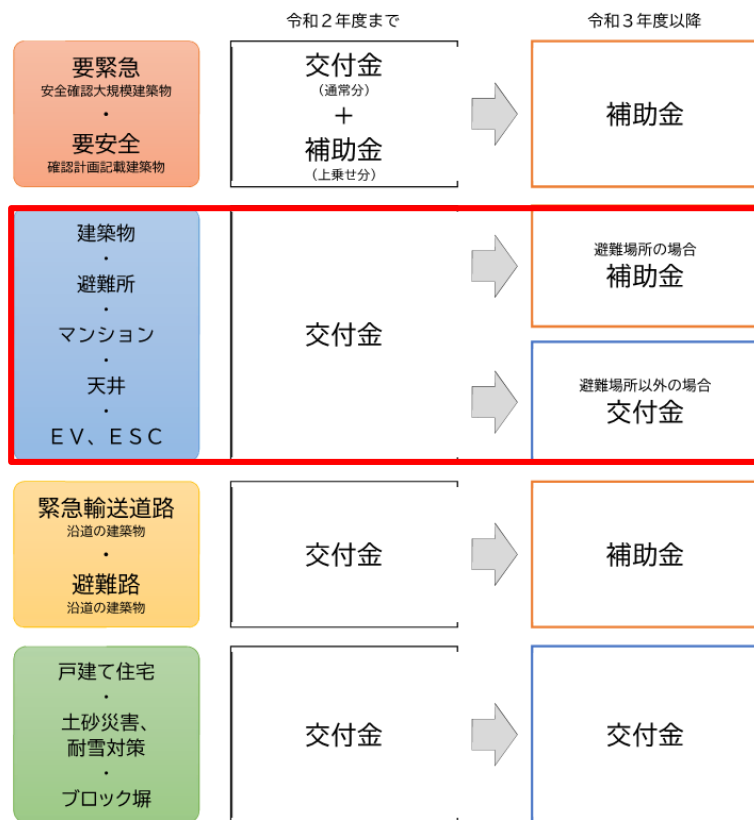 令和２年度まで
令和３年度以降
要緊急
安全確認大規模建築物
・
要安全
確認計画記載建築物
交付金
（通常分）
＋
補助金
（上乗せ分）
補助金
建築物
・
避難所
・
マンション
・
天井
・
ＥＶ、ＥＳＣ
交付金
避難場所の場合
補助金
避難場所以外の場合
交付金
緊急輸送道路
沿道の建築物
・
避難路
沿道の建築物
交付金
補助金
戸建て住宅
・
土砂災害、
耐雪対策
・
ブロック塀
交付金
交付金